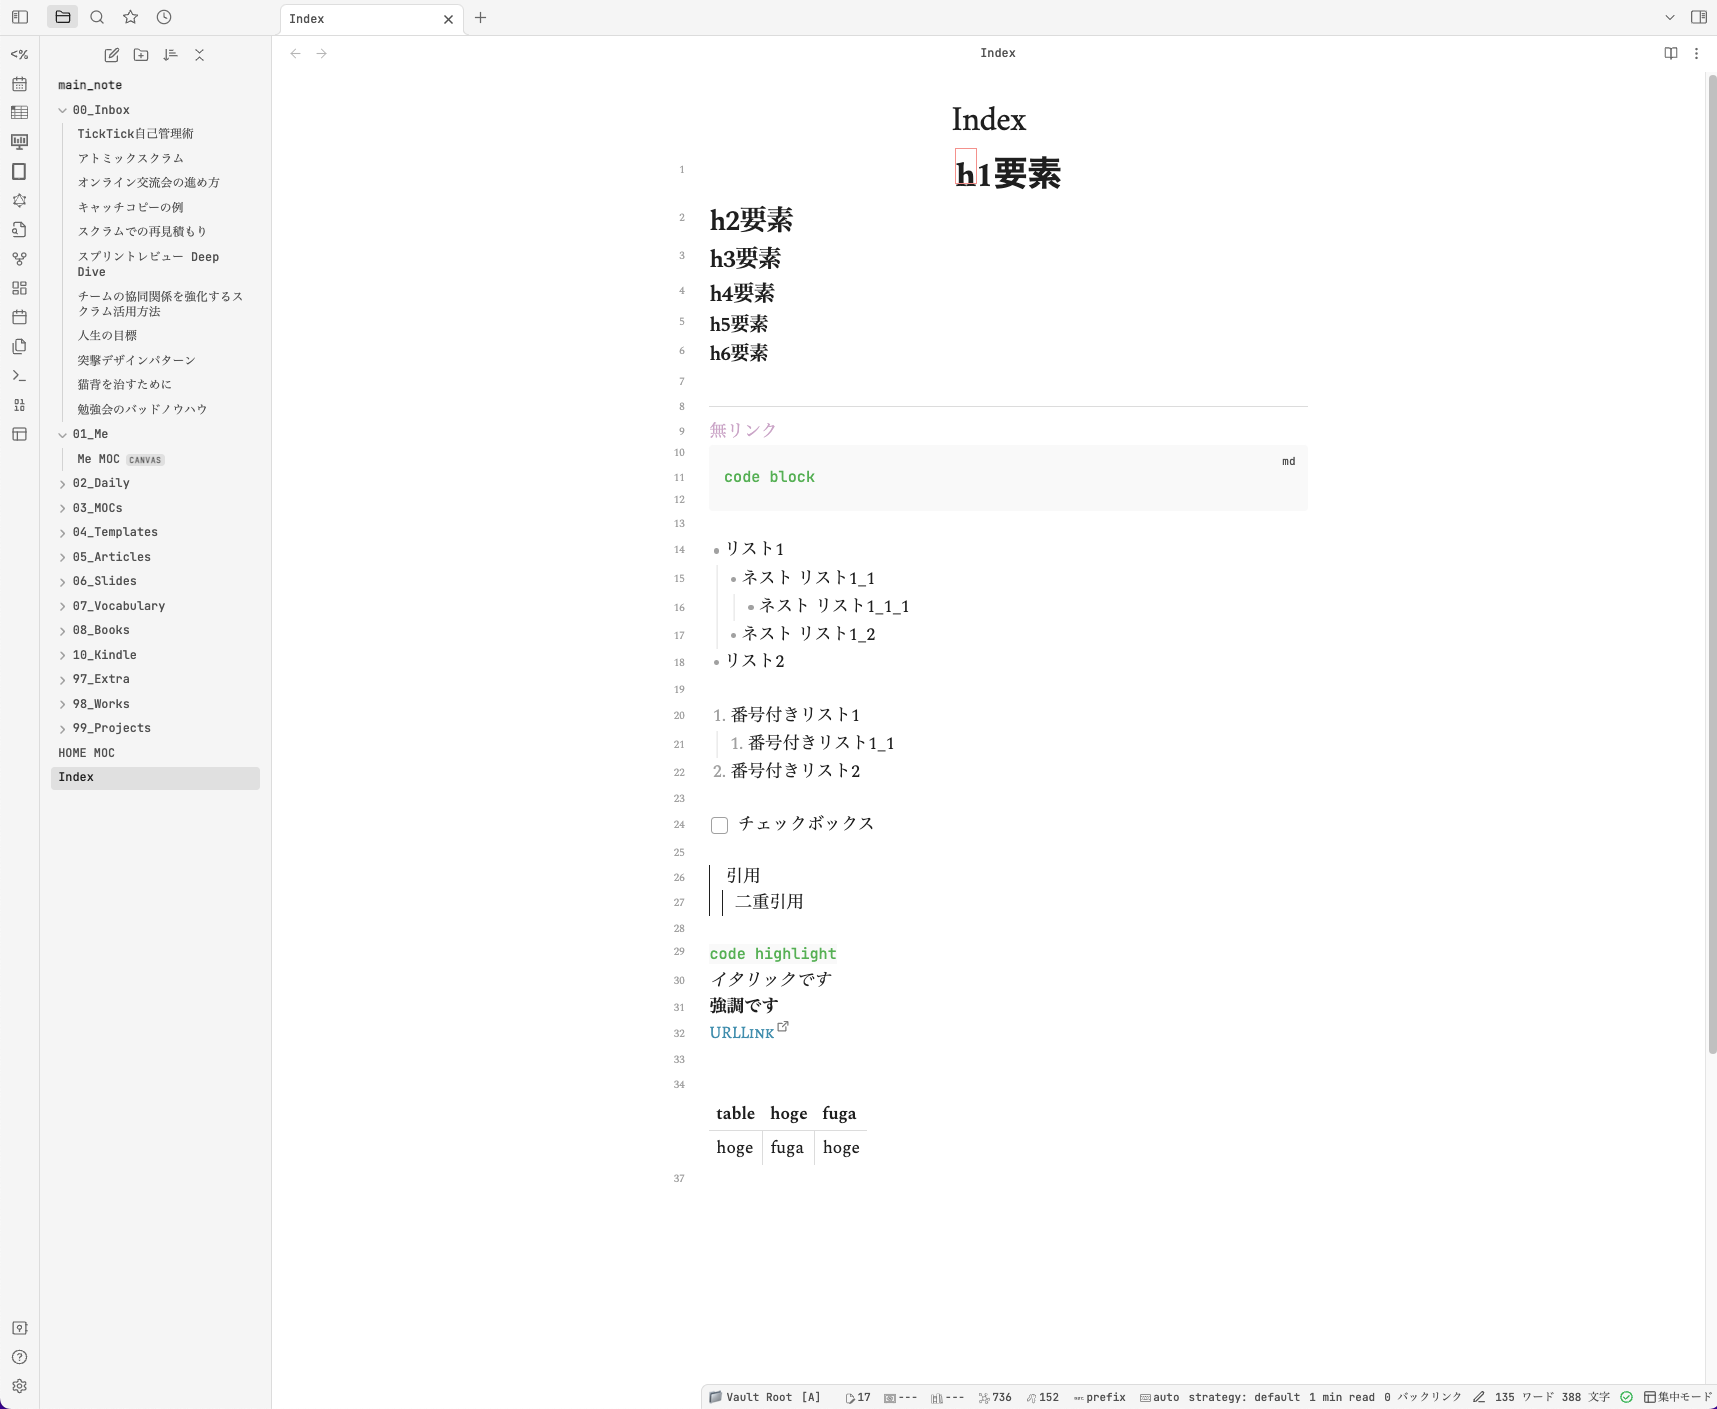 Index
<%
main_note
00_Inbox
TickTick自己管理術
アトミックスクラム
オンライン交流会の進め方
キャッチコピーの例
スクラムでの再見積もり
スプリントレビュー Deep
Dive
チームの協同関係を強化するス
クラム活用方法
人生の目標
突撃デザインパターン
猫背を治すために
勉強会のバッドノウハウ
01_Me
Me MOC CANVAS
02_Daily
03_MOCs
04_Templates
05_Articles
06_Slides
07_Vocabulary
08_Books
10_Kindle
97_Extra
98_Works
99_Projects
HOME MOC
Index
Index
Index
1 h1要素
2 h2要素
3 h3要素
4 h4要素
5 h5要素
6 h6要素
7
8
9 無リンク
10
md
11 code block
12
13
14 リスト1
15 ネスト リスト1_1
16 ネスト リスト1_1_1
17 ネスト リスト1_2
18 リスト2
19
20 1. 番号付きリスト1
21 1. 番号付きリスト1_1
22 2. 番号付きリスト2
23
24 チェックボックス
25
26 引用
27 二重引用
28
29 code highlight
30 イタリックです
31 強調です
32 URLLink
33
34
table hoge fuga
hoge fuga hoge
37
Vault Root [A] 17 --- --- 736 152 prefix auto strategy: default 1 min read 0 バックリンク 135 ワード 388 文字 集中モード